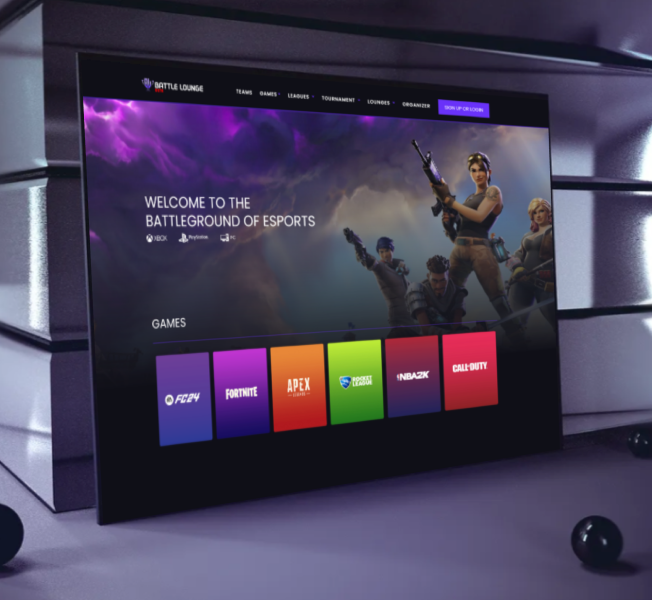 BATTLE LOUNGE
TEAMS GAMES LEAGUES TOURNAMENT LOUNGES ORGANIZER SIGN UP OR LOGIN
WELCOME TO THE
BATTLEGROUND OF ESPORTS
XBOX PlayStation PC
GAMES
FC24 FORTNITE APEX LEGENDS ROCKET LEAGUE NBA2K CALL OF DUTY